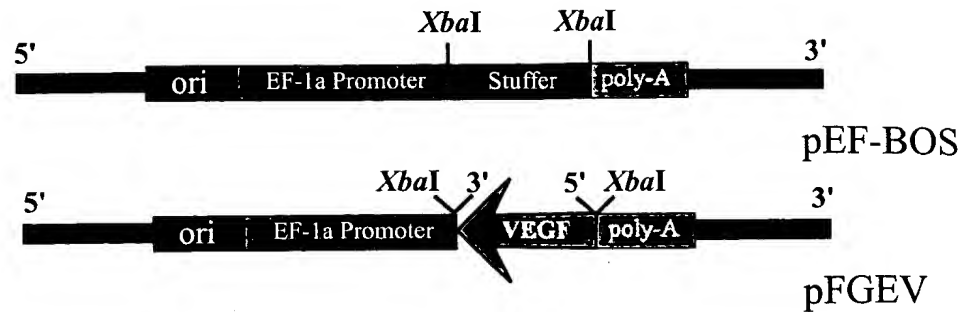 XbaI XbaI
5' 3'
ori EF-1a Promoter Stuffer poly-A
pEF-BOS
XbaI 3' 5' XbaI
5' 3'
ori EF-1a Promoter VEGF poly-A
pFGEV